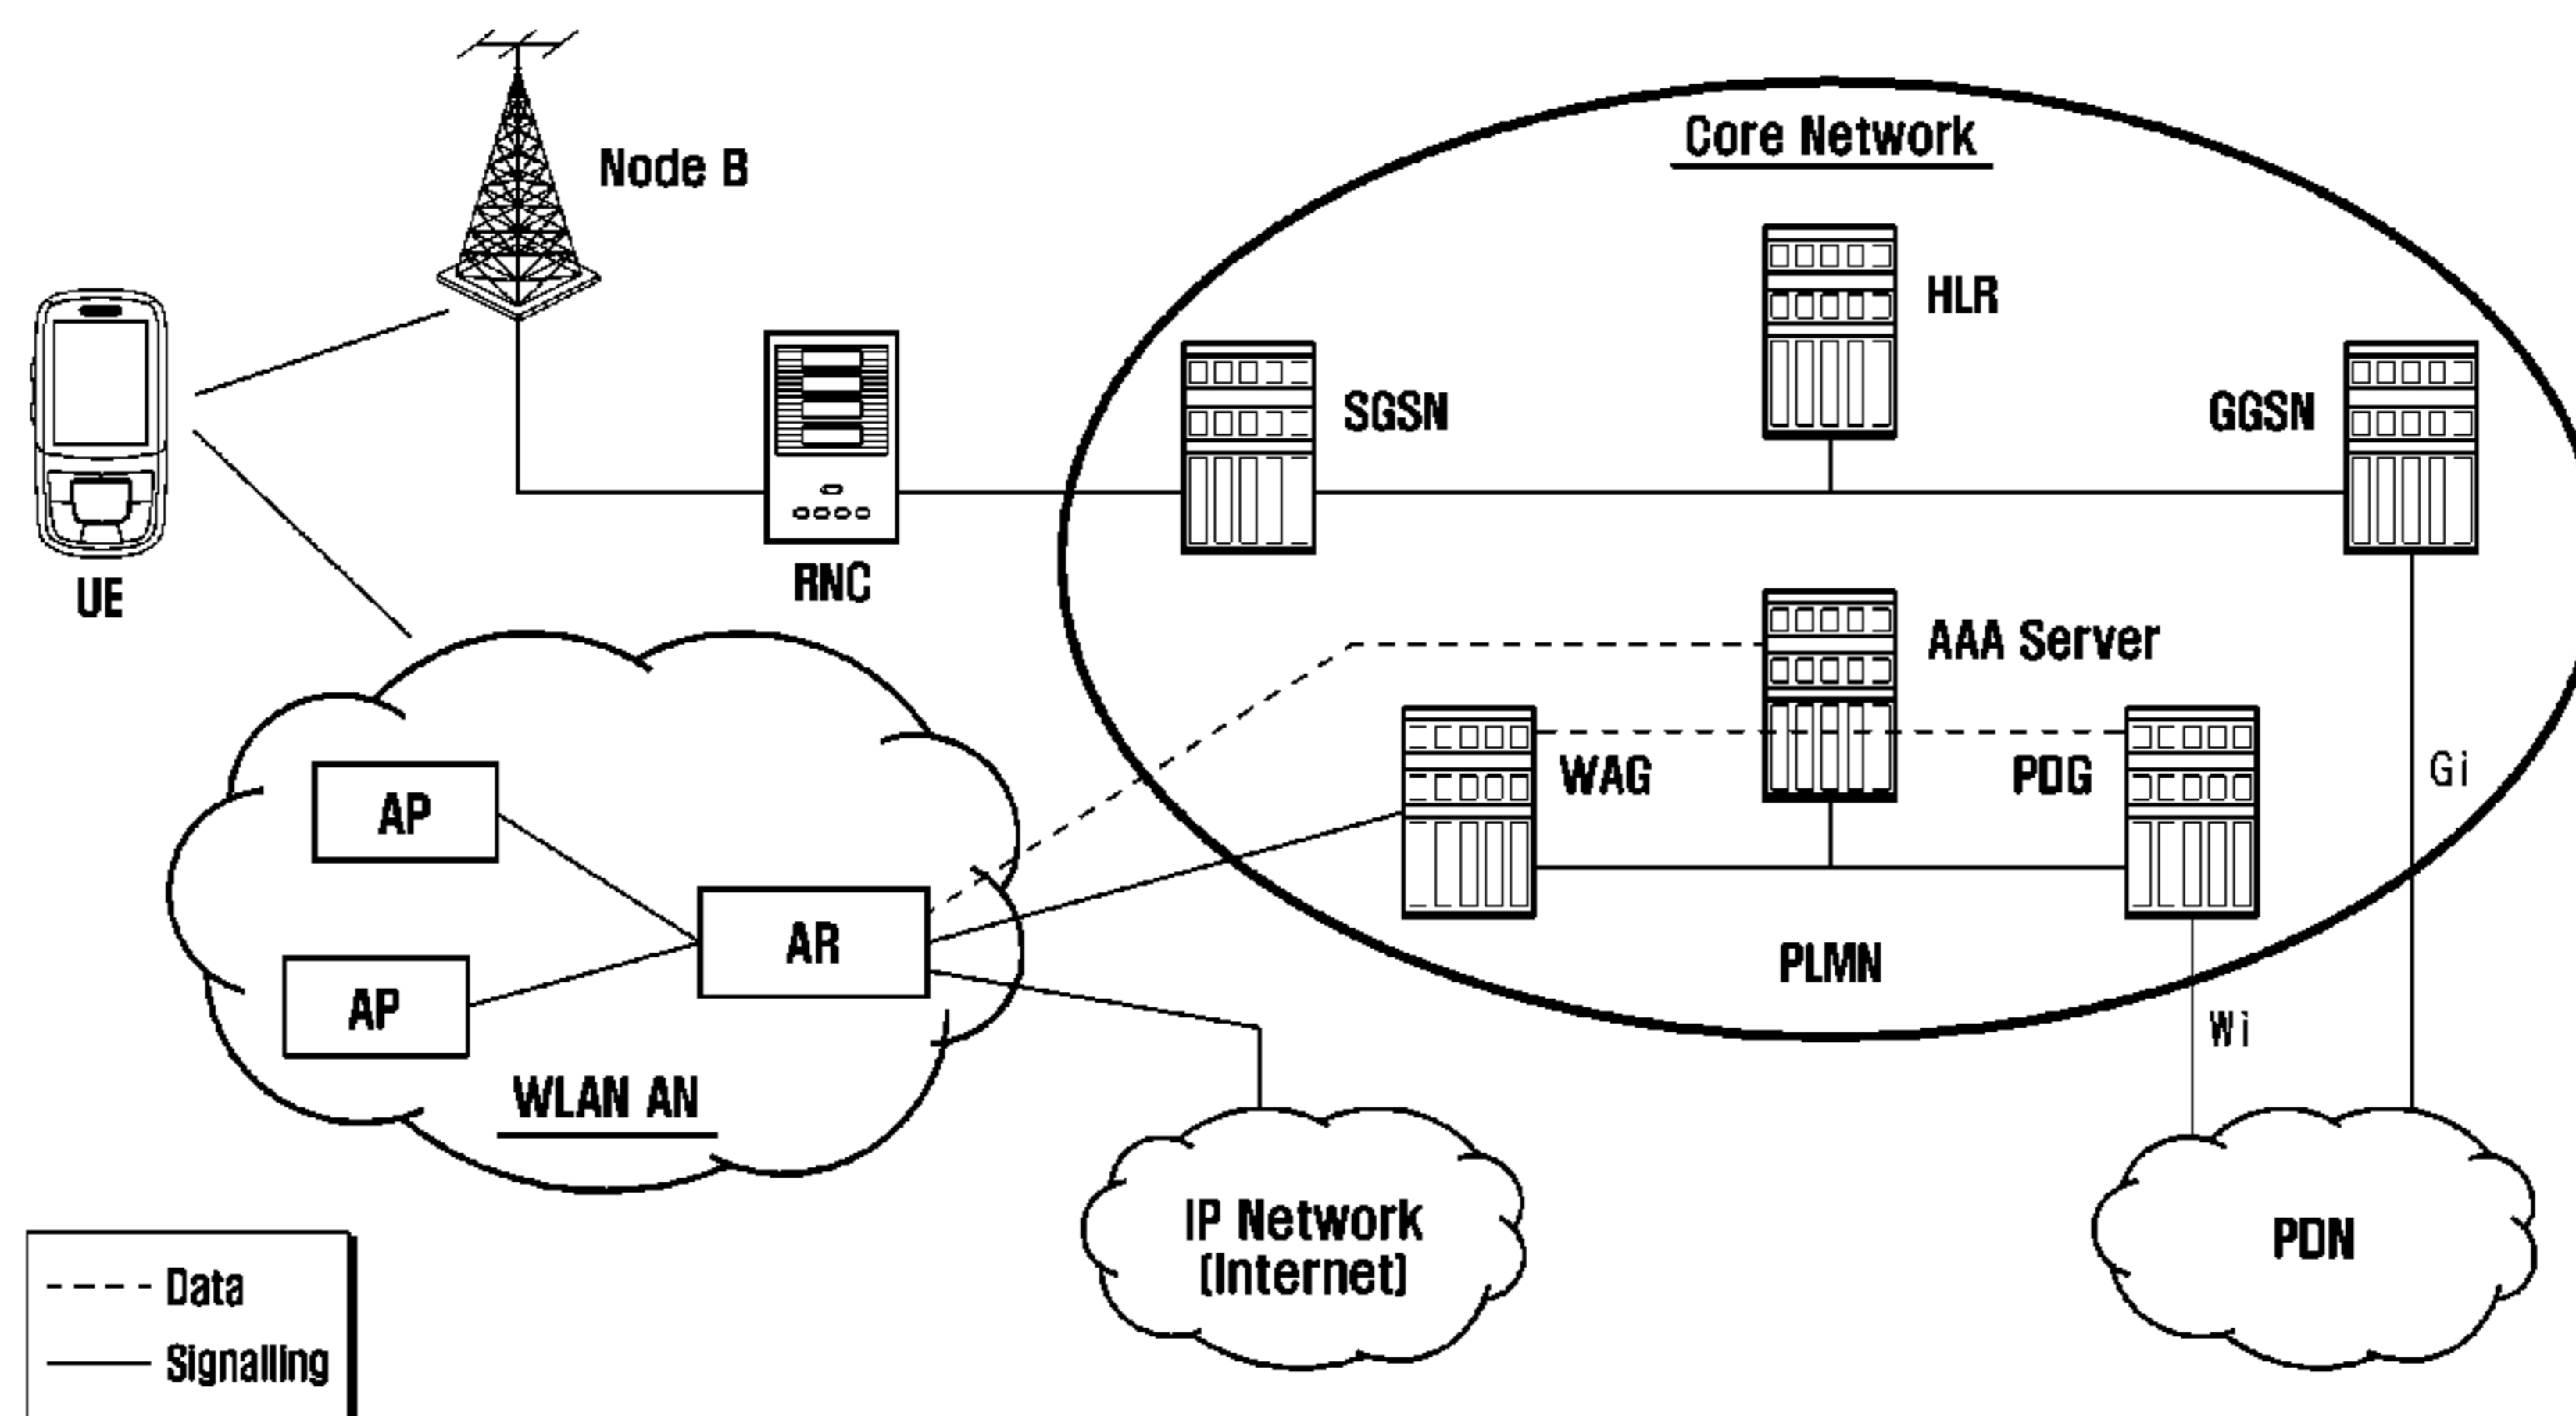 Node B
Core Network
HLR
SGSN
GGSN
UE
RNC
AAA Server
WAG
PDG
Gi
AP
AR
AP
PLMN
Wi
WLAN AN
IP Network
(Internet)
PDN
Data
Signalling